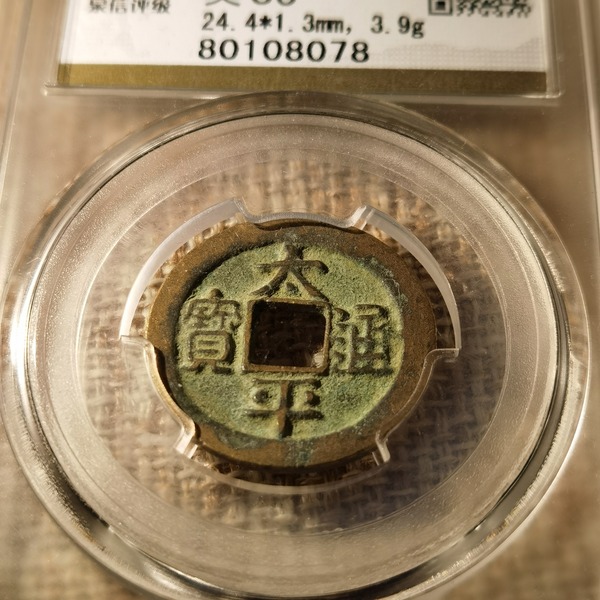 24.4*1.3mm, 3.9g
80108078
太
寶 通
平